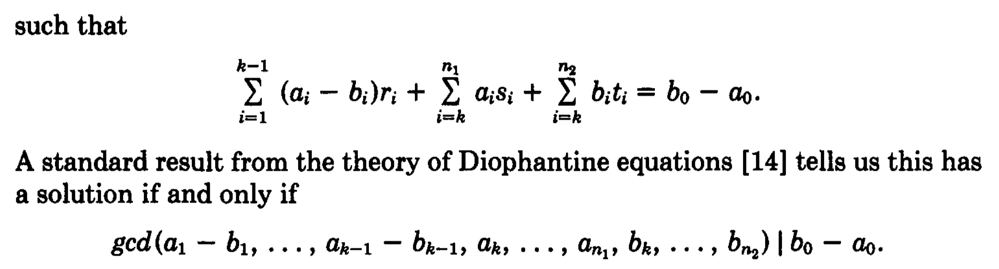 such that
$\sum_{i=1}^{k-1} (a_i - b_i)r_i + \sum_{i=k}^{n_1} a_i s_i + \sum_{i=k}^{n_2} b_i t_i = b_0 - a_0.$
A standard result from the theory of Diophantine equations [14] tells us this has
a solution if and only if
$gcd(a_1 - b_1, \ldots, a_{k-1} - b_{k-1}, a_k, \ldots, a_{n_1}, b_k, \ldots, b_{n_2}) | b_0 - a_0.$